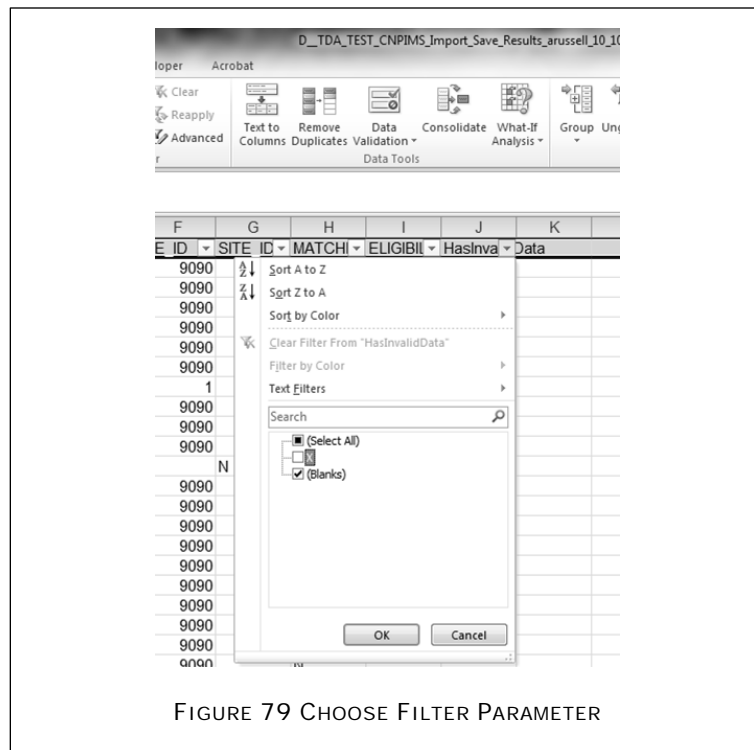 D__TDA_TEST_CNPIMS_Import_Save_Results_arussell_10_10
loper Acrobat
Clear
Reapply
Advanced
Text to Columns
Remove Duplicates
Data Validation
Consolidate
What-If Analysis
Group
Ung
r
Data Tools
F G H I J K
E_ID SITE_ID MATCHI ELIGIBIL HasInva Data
9090
9090
9090
9090
9090
9090
1
9090
9090
9090
N
9090
9090
9090
9090
9090
9090
9090
9090
9090
9090
N
Sort A to Z
Sort Z to A
Sort by Color
Clear Filter From "HasInvalidData"
Filter by Color
Text Filters
Search
(Select All)
X
(Blanks)
OK Cancel
FIGURE 79 CHOOSE FILTER PARAMETER